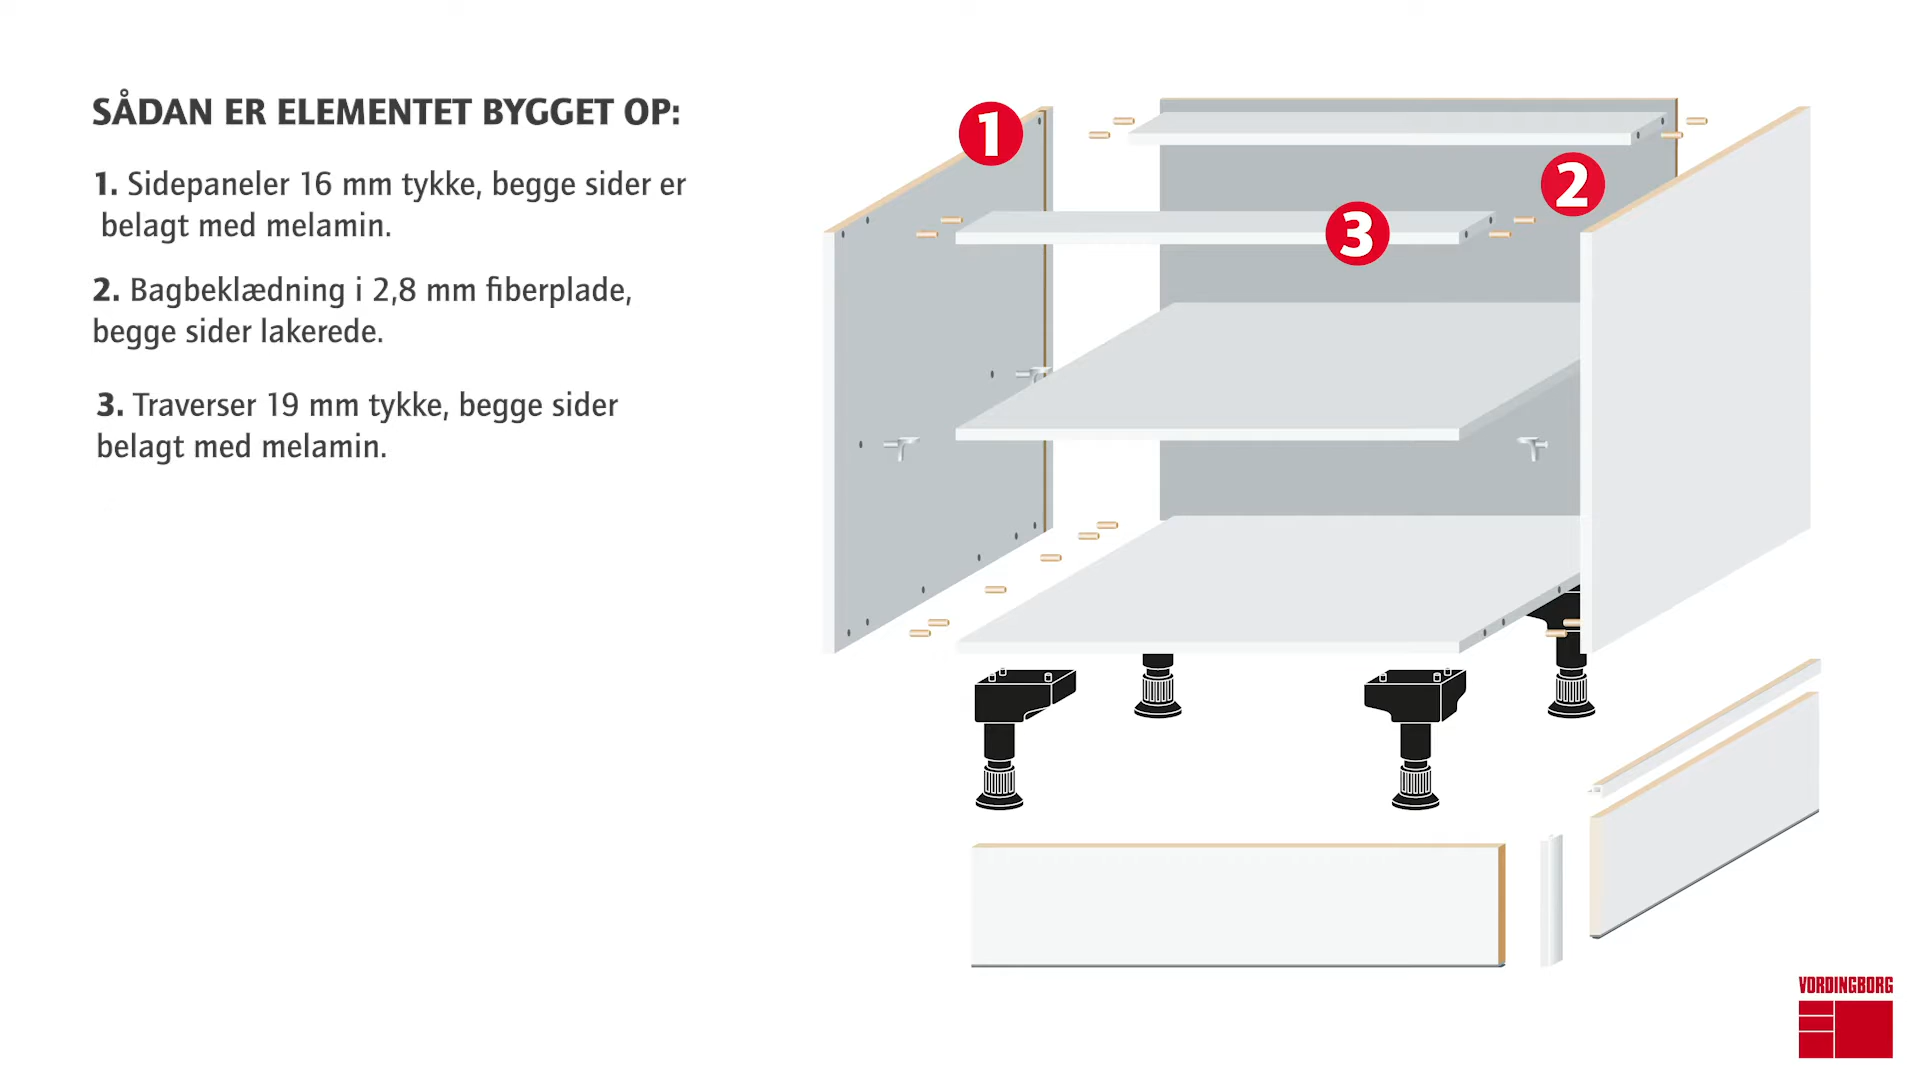 SÅDAN ER ELEMENTET BYGGET OP:
1. Sidepaneler 16 mm tykke, begge sider er
belagt med melamin.
2. Bagbeklædning i 2,8 mm fiberplade,
begge sider lakerede.
3. Traverser 19 mm tykke, begge sider
belagt med melamin.
1
2
3
VORDINGBORG